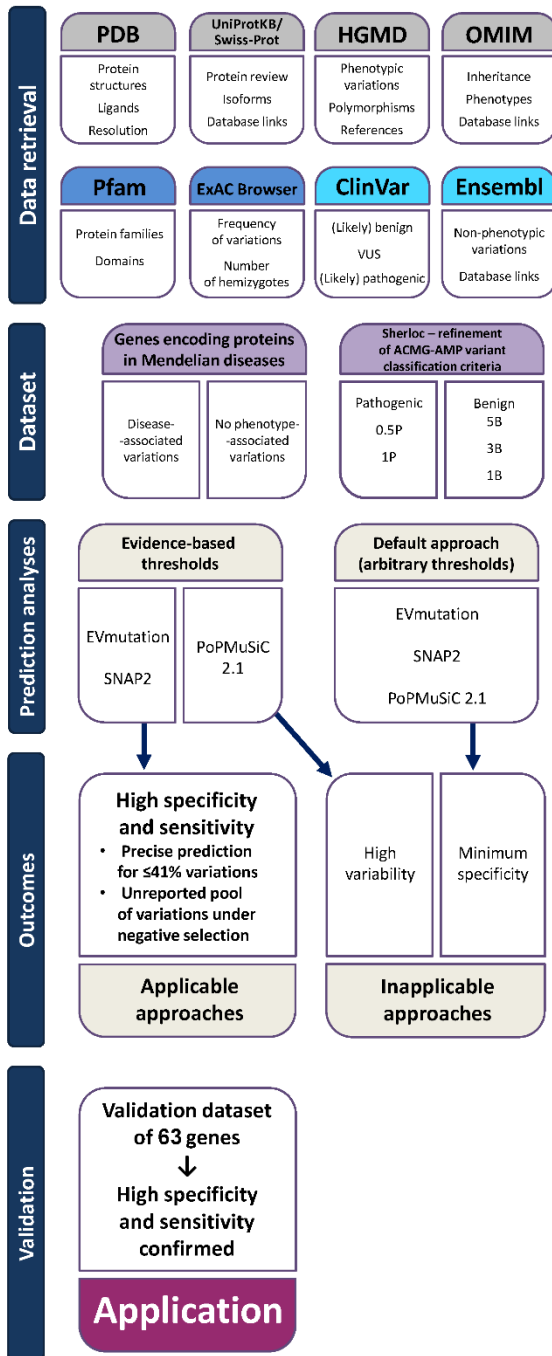 Data retrieval
PDB
Protein
structures
Ligands
Resolution
UniProtKB/
Swiss-Prot
Protein review
Isoforms
Database links
HGMD
Phenotypic
variations
Polymorphisms
References
OMIM
Inheritance
Phenotypes
Database links
Pfam
Protein families
Domains
ExAC Browser
Frequency
of variations
Number
of hemizygotes
ClinVar
(Likely) benign
VUS
(Likely) pathogenic
Ensembl
Non-phenotypic
variations
Database links
Dataset
Genes encoding proteins
in Mendelian diseases
Disease-
-associated
variations
No phenotype-
-associated
variations
Sherloc – refinement
of ACMG-AMP variant
classification criteria
Pathogenic
0.5P
1P
Benign
5B
3B
1B
Prediction analyses
Evidence-based
thresholds
EVmutation
SNAP2
PoPMuSiC
2.1
Default approach
(arbitrary thresholds)
EVmutation
SNAP2
PoPMuSiC 2.1
Outcomes
High specificity
and sensitivity
• Precise prediction
for ≤41% variations
• Unreported pool
of variations under
negative selection
Applicable
approaches
High
variability
Minimum
specificity
Inapplicable
approaches
Validation
Validation dataset
of 63 genes
↓
High specificity
and sensitivity
confirmed
Application